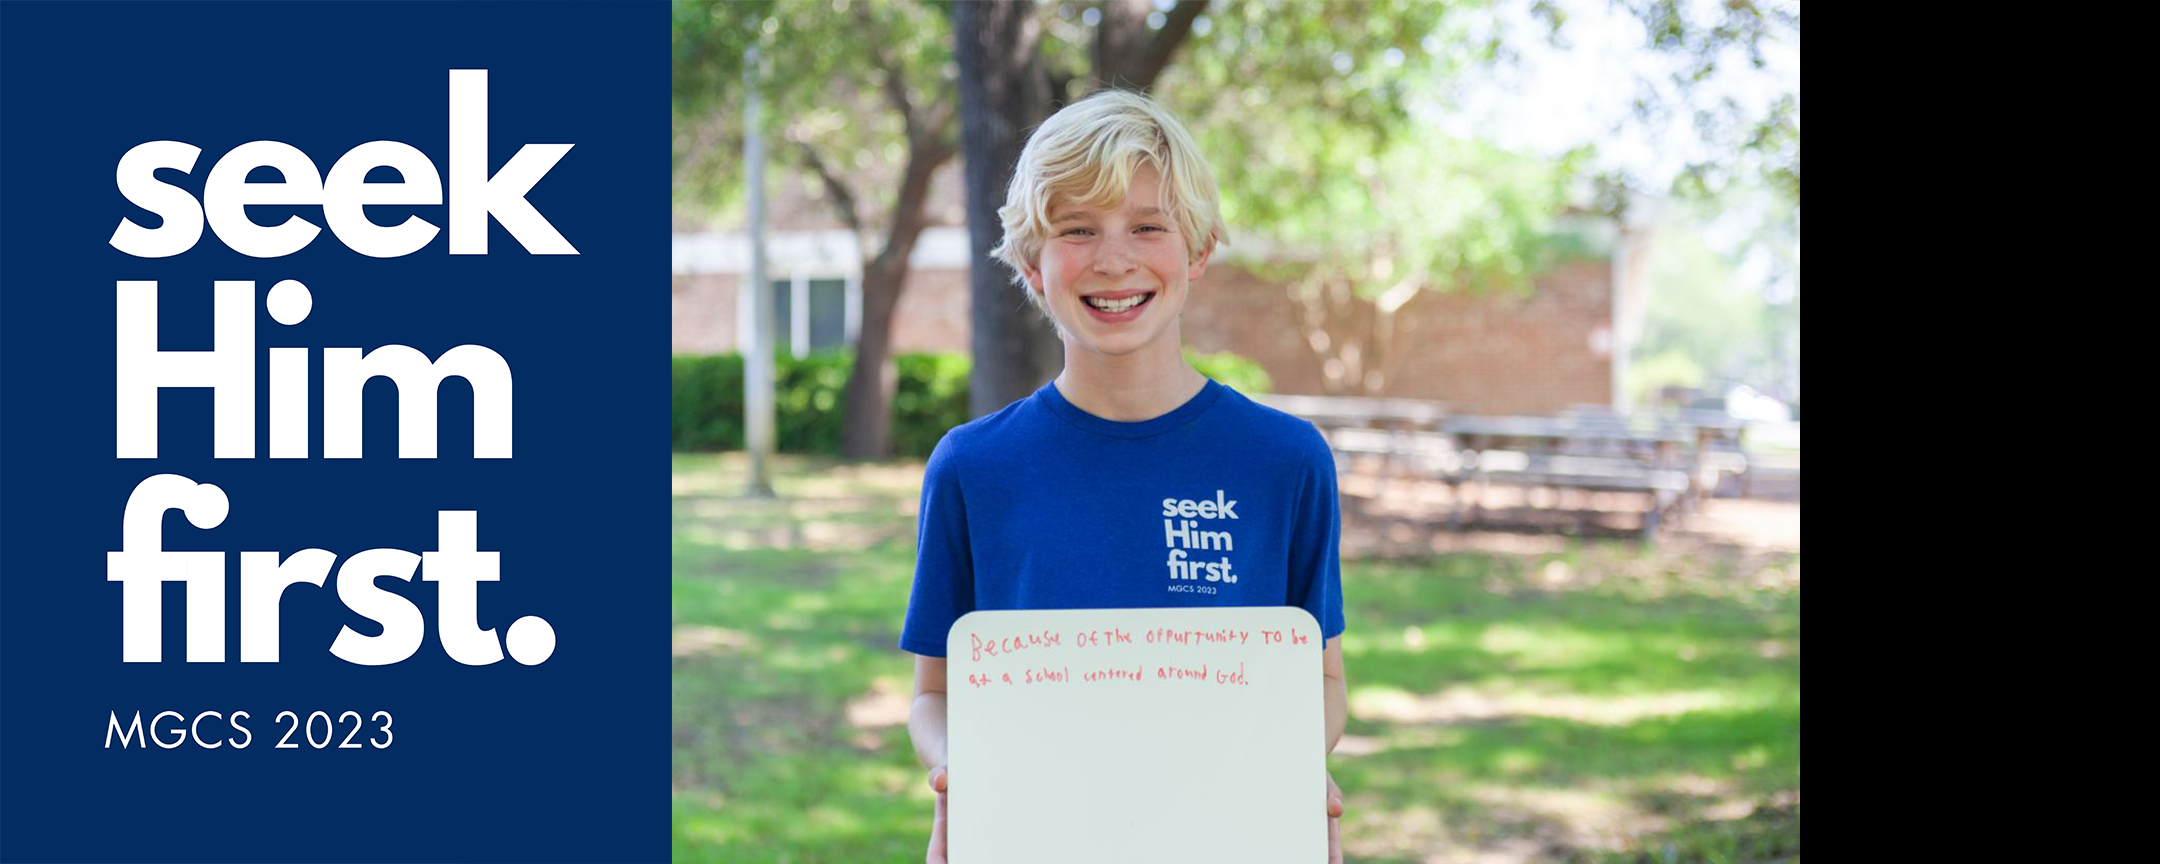 seek
Him
first.
MGCS 2023
seek
Him
first.
MGCS 2023
Because of the oppurtunity to be
at a school centered around God.